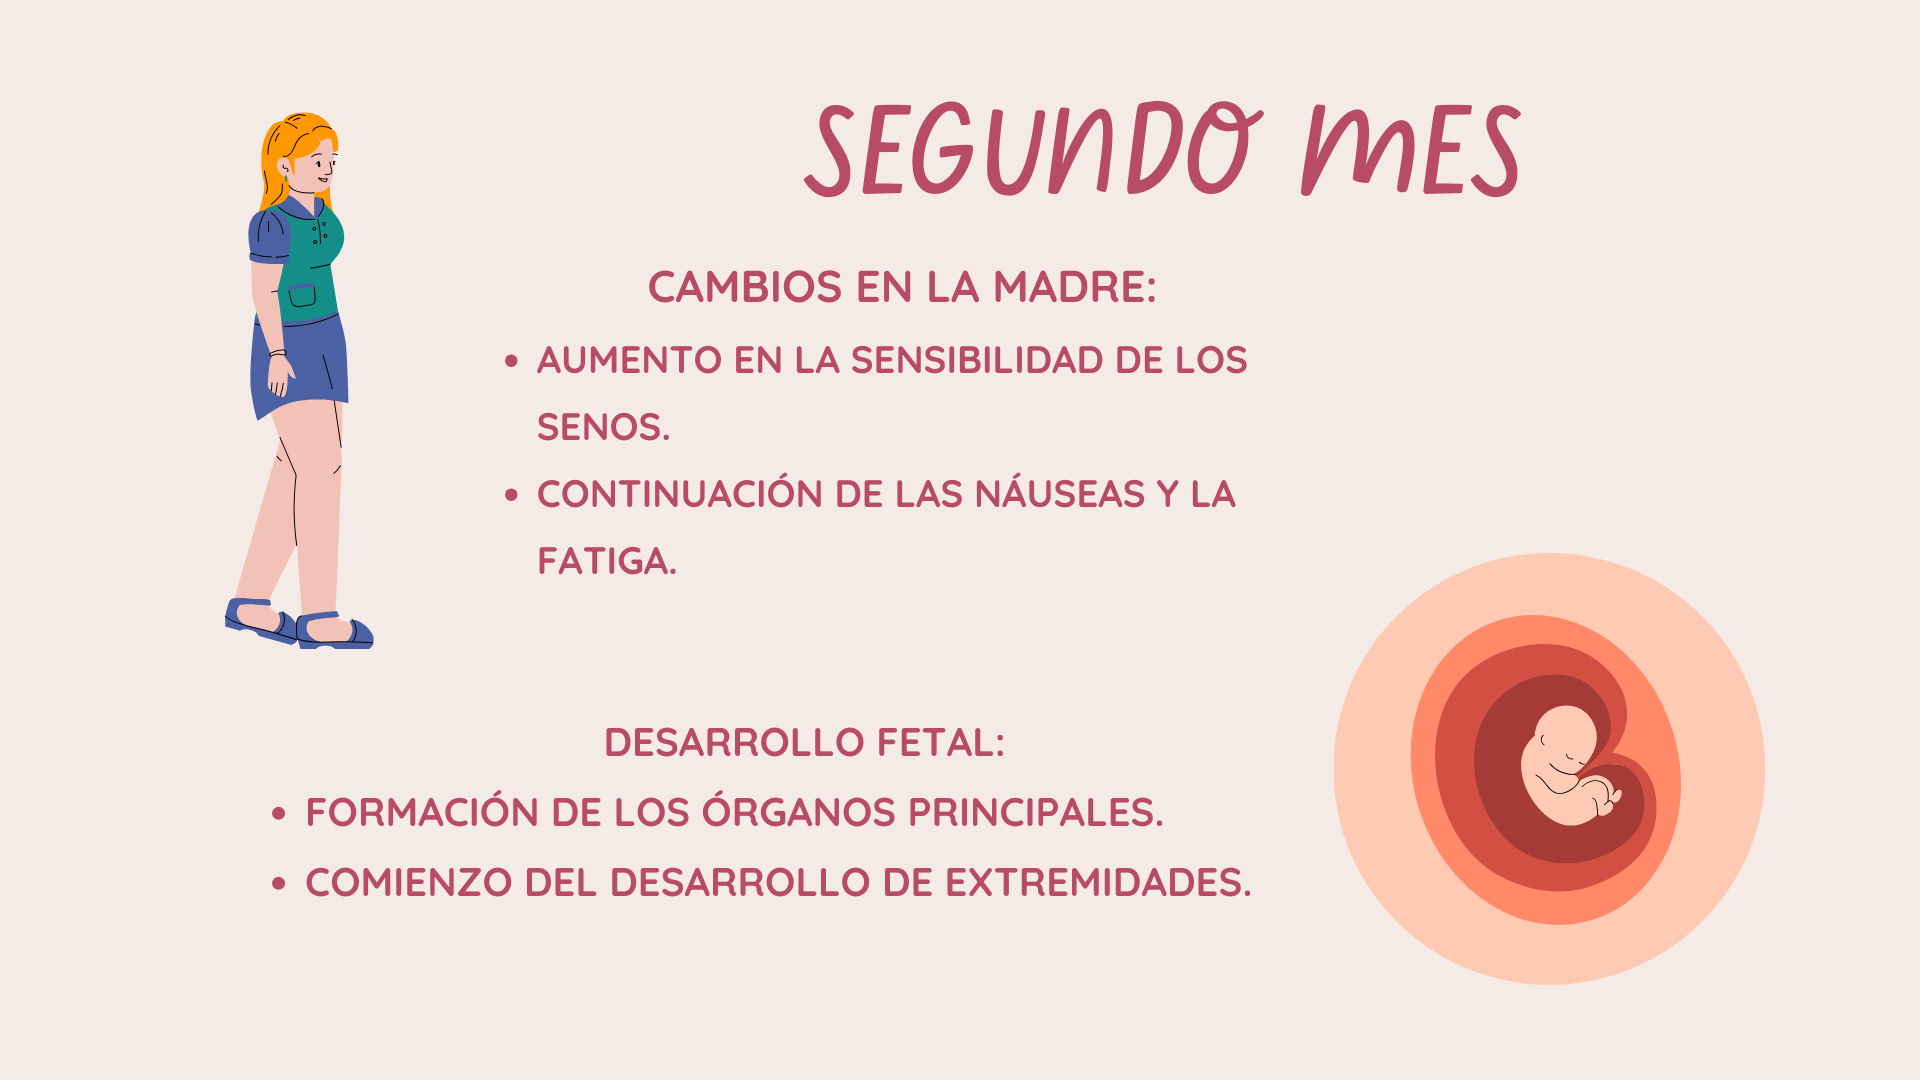 SEGUNDO MES
CAMBIOS EN LA MADRE:
• AUMENTO EN LA SENSIBILIDAD DE LOS
SENOS.
• CONTINUACIÓN DE LAS NÁUSEAS Y LA
FATIGA.
DESARROLLO FETAL:
• FORMACIÓN DE LOS ÓRGANOS PRINCIPALES.
• COMIENZO DEL DESARROLLO DE EXTREMIDADES.